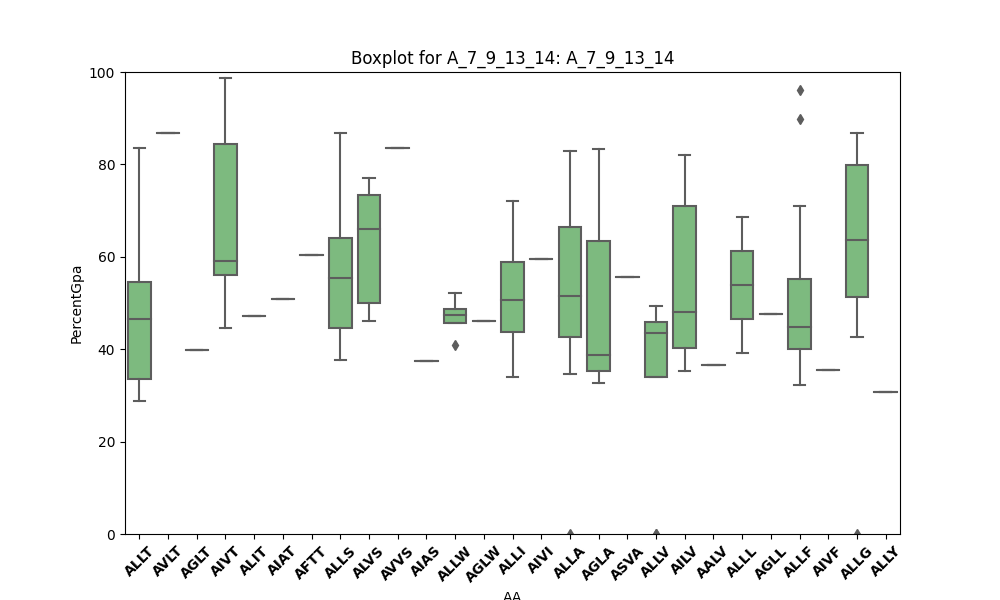 Boxplot for A_7_9_13_14: A_7_9_13_14
100
80
60
40
20
0
PercentGpa
ALLT AVLT AGLT AIVT ALIT AIAT AFTT ALLS ALVS AVVS AIAS ALLW AGLW ALLI AIVI ALLA AGLA ASVA ALLV AILV AALV ALLL AGLL ALLF AIVF ALLG ALLY
AA